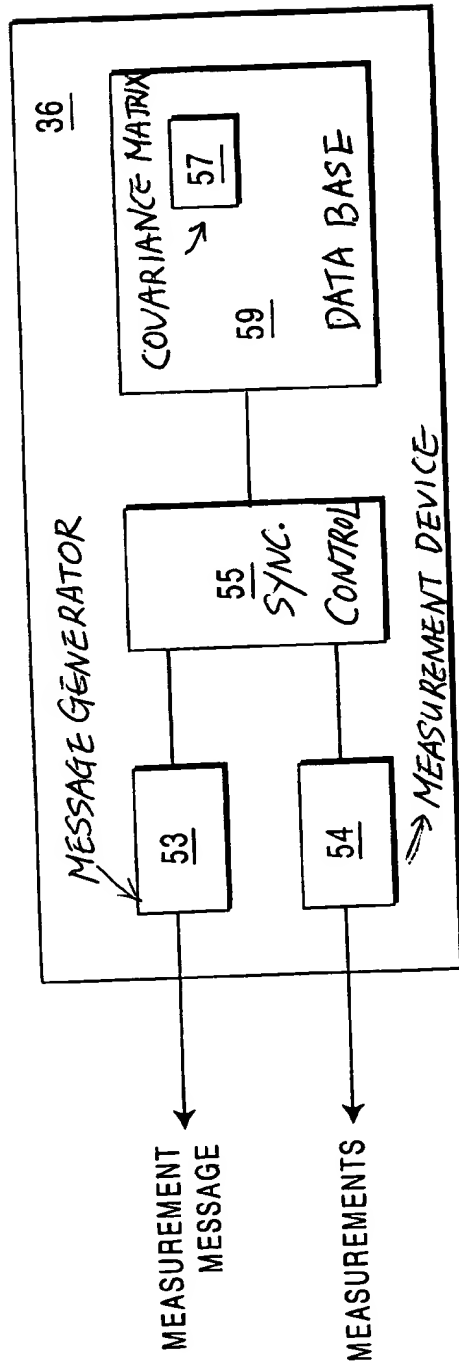 36
COVARIANCE MATRIX
57
59
DATA BASE
55
SYNC.
CONTROL
MESSAGE GENERATOR
53
54
MEASUREMENT DEVICE
MEASUREMENT
MESSAGE
MEASUREMENTS